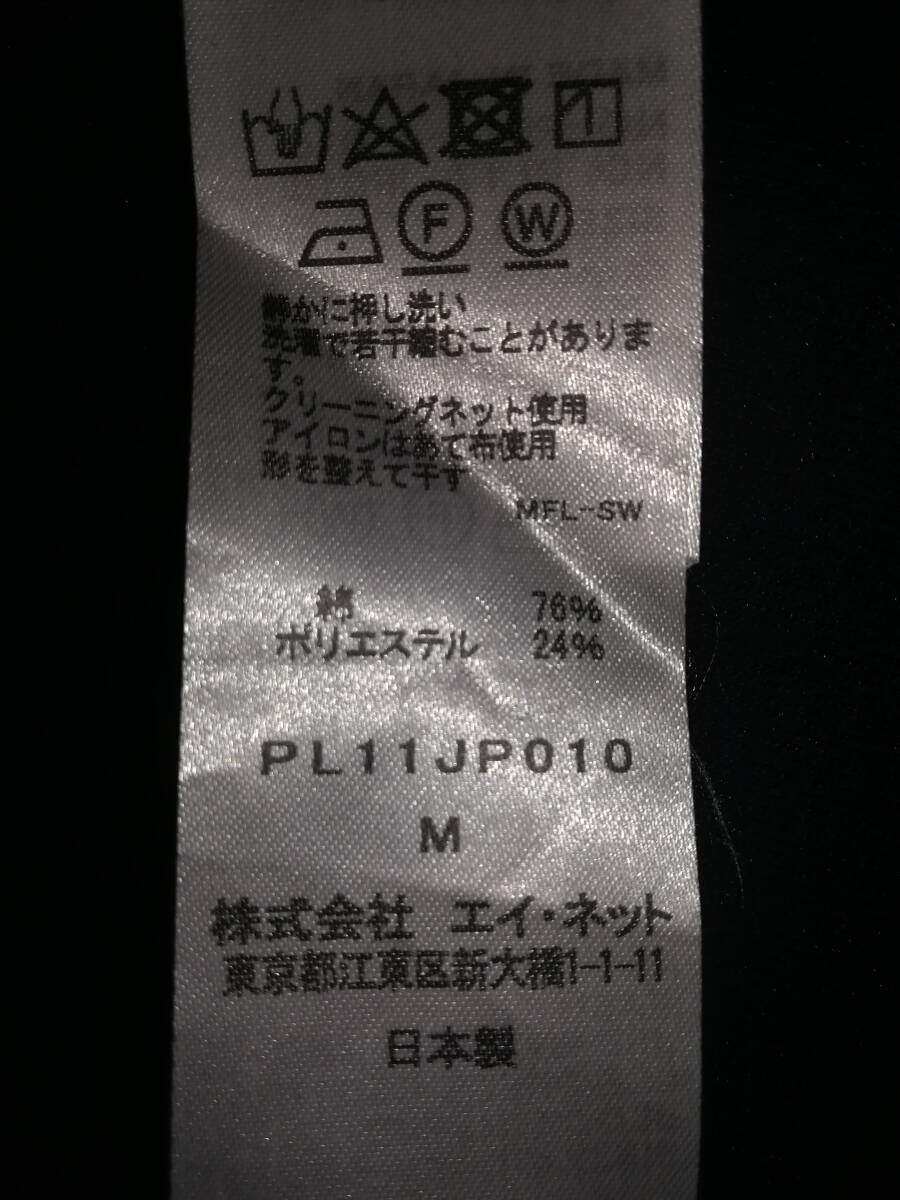 F W
静かに押し洗い
洗濯で若干縮むことがありま
す。
クリーニングネット使用
アイロンはあて布使用
形を整えて干す
MFL-SW
綿 76%
ポリエステル 24%
PL11JP010
M
株式会社 エイ・ネット
東京都江東区新大橋1-1-11
日本製